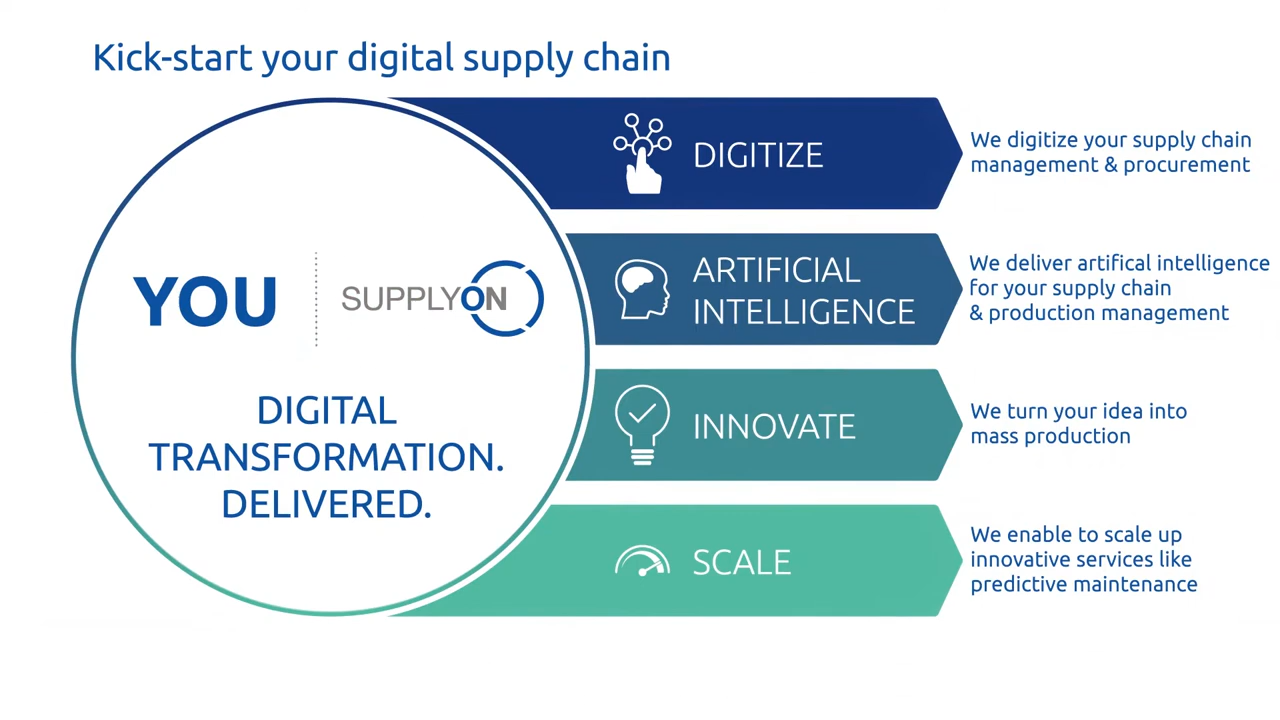 Kick-start your digital supply chain
YOU
SUPPLYON
DIGITAL
TRANSFORMATION.
DELIVERED.
DIGITIZE
We digitize your supply chain
management & procurement
ARTIFICIAL
INTELLIGENCE
We deliver artifical intelligence
for your supply chain
& production management
INNOVATE
We turn your idea into
mass production
SCALE
We enable to scale up
innovative services like
predictive maintenance